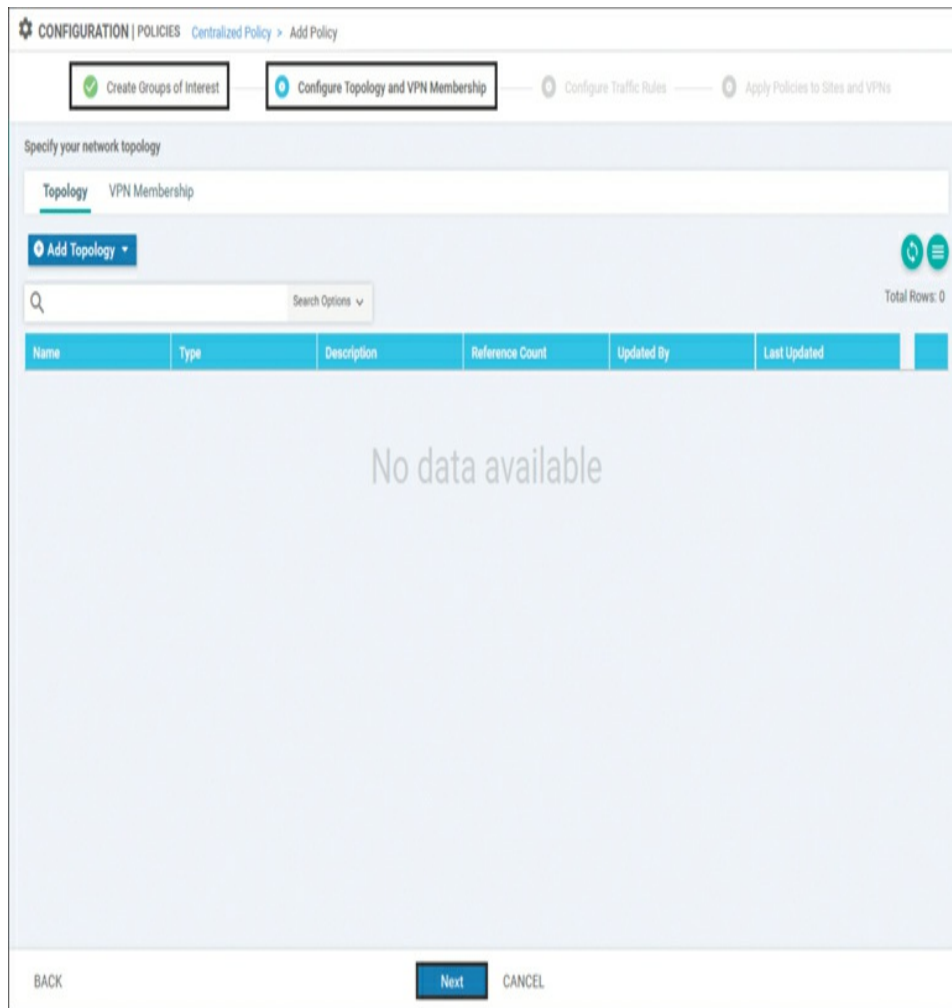 CONFIGURATION | POLICIES Centralized Policy > Add Policy
Create Groups of Interest
Configure Topology and VPN Membership
Configure Traffic Rules
Apply Policies to Sites and VPNs
Specify your network topology
Topology VPN Membership
Add Topology
Search Options
Total Rows: 0
Name Type Description Reference Count Updated By Last Updated
No data available
BACK Next CANCEL